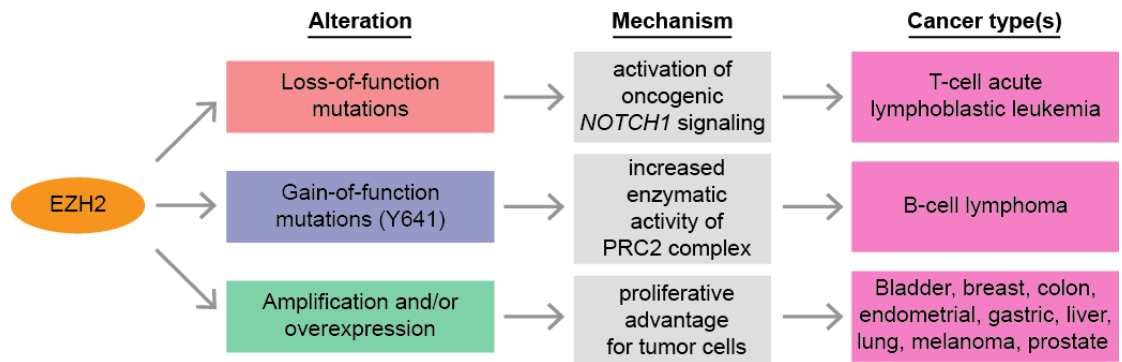 Alteration
Mechanism
Cancer type(s)
EZH2
Loss-of-function
mutations
activation of
oncogenic
NOTCH1 signaling
T-cell acute
lymphoblastic leukemia
Gain-of-function
mutations (Y641)
increased
enzymatic
activity of
PRC2 complex
B-cell lymphoma
Amplification and/or
overexpression
proliferative
advantage
for tumor cells
Bladder, breast, colon,
endometrial, gastric, liver,
lung, melanoma, prostate